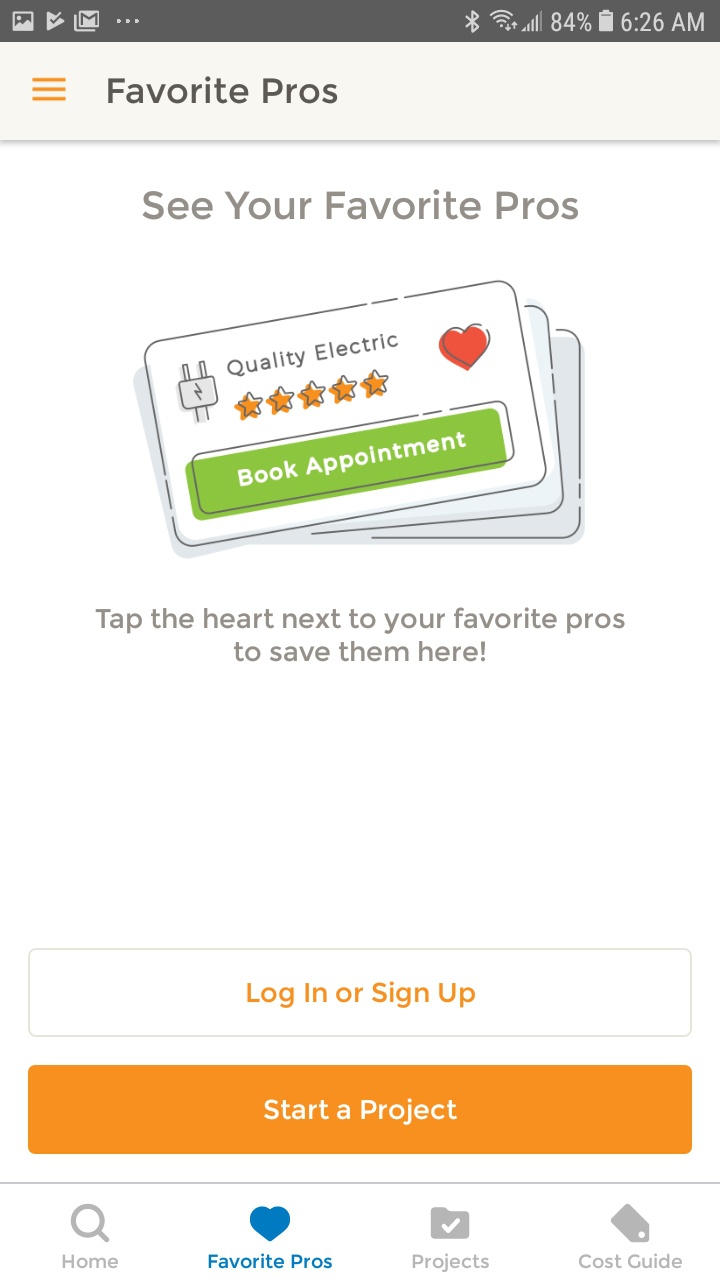 84% 6:26 AM
Favorite Pros
See Your Favorite Pros
Quality Electric
Book Appointment
Tap the heart next to your favorite pros
to save them here!
Log In or Sign Up
Start a Project
Home Favorite Pros Projects Cost Guide